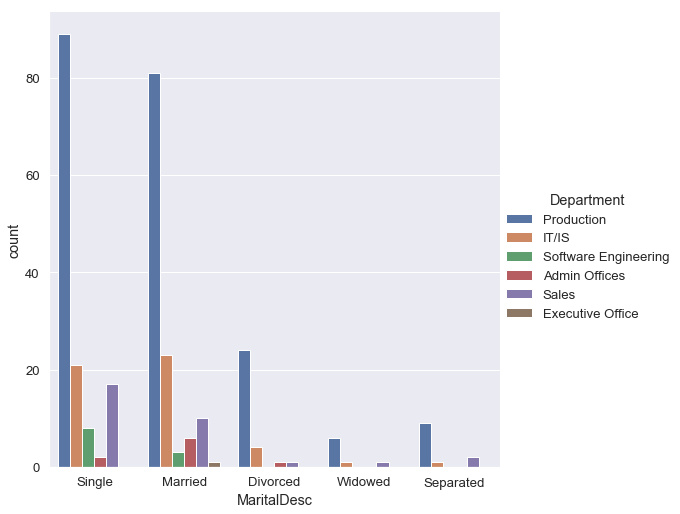 80
60
40
20
0
count
Single
Married
Divorced
Widowed
Separated
MaritalDesc
Department
Production
IT/IS
Software Engineering
Admin Offices
Sales
Executive Office